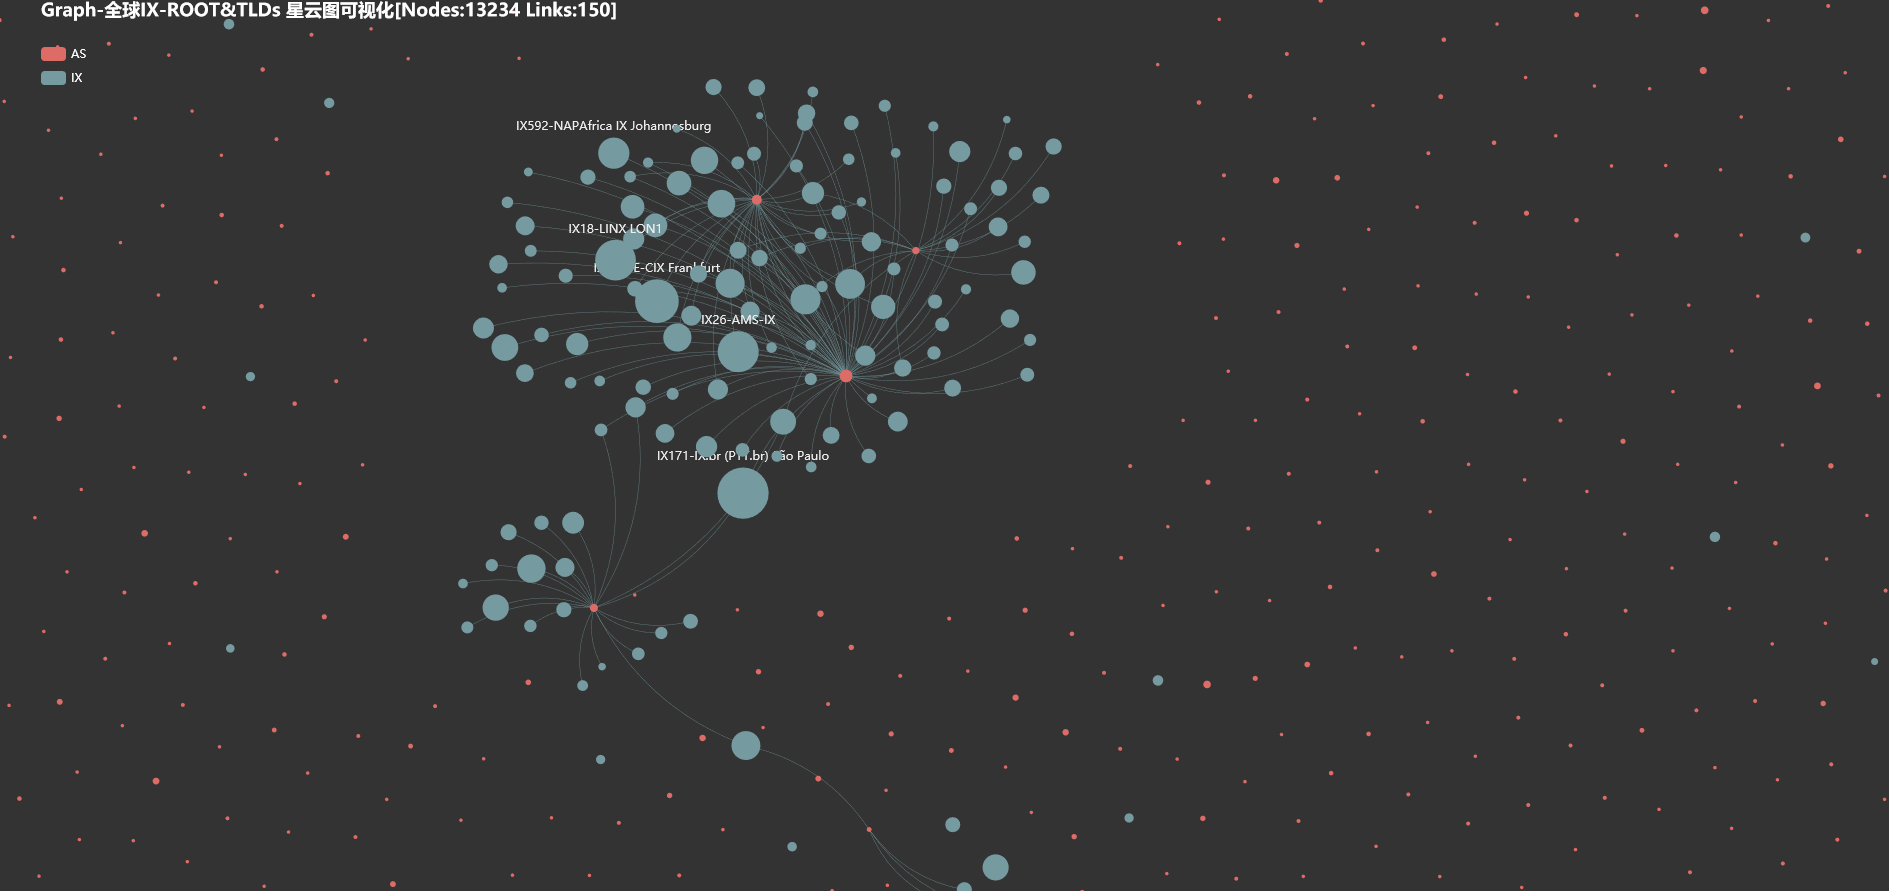 Graph-全球IX-ROOT&TLDs 星云图可视化[Nodes:13234 Links:150]
AS
IX
IX592-NAPAfrica IX Johannesburg
IX18-LINX LON1
E-CIX Frankfurt
IX26-AMS-IX
IX171-IX.br (PTT.br) São Paulo